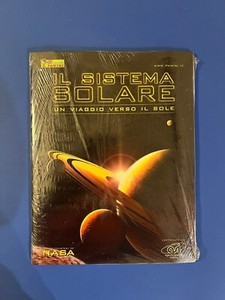 IL SISTEMA
SOLARE
UN VIAGGIO VERSO IL SOLE
NASA